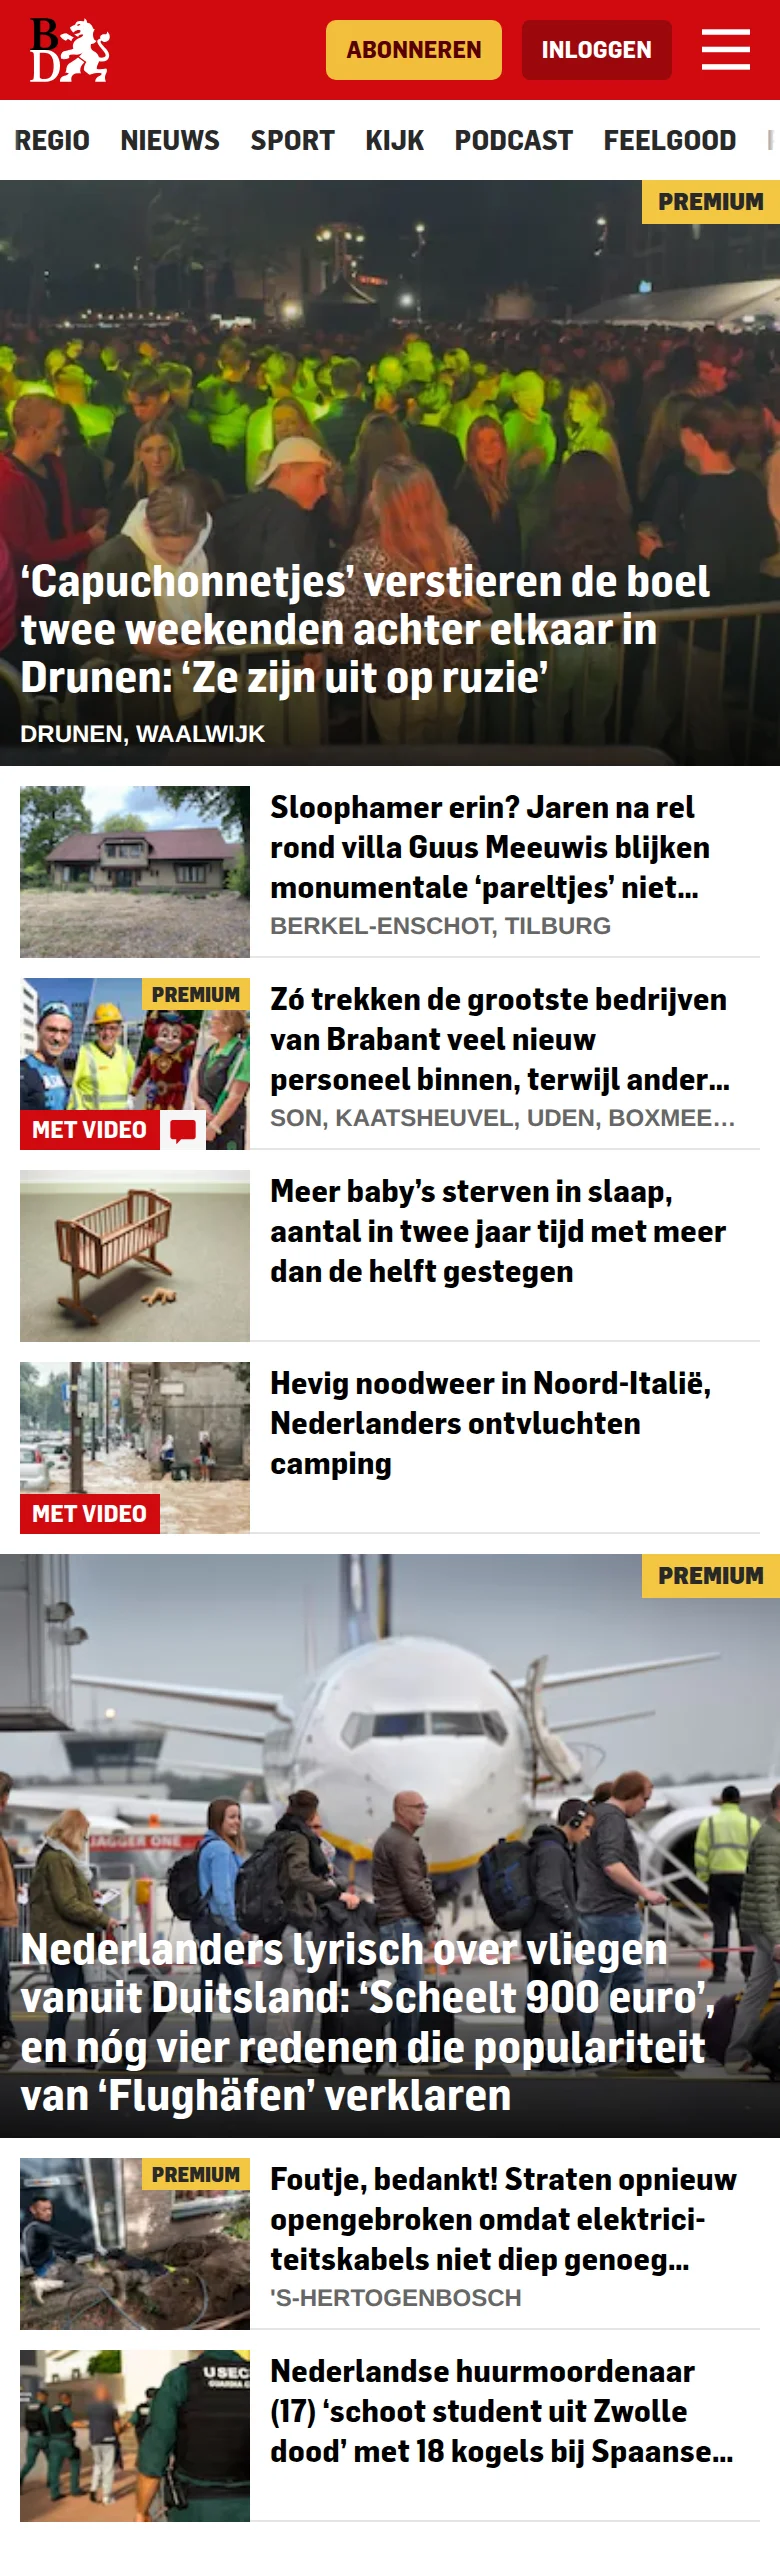 B
D
ABONNEREN
INLOGGEN
REGIO NIEUWS SPORT KIJK PODCAST FEELGOOD
PREMIUM
‘Capuchonnetjes’ verstieren de boel
twee weekenden achter elkaar in
Drunen: ‘Ze zijn uit op ruzie’
DRUNEN, WAALWIJK
Sloophamer erin? Jaren na rel
rond villa Guus Meeuwis blijken
monumentale ‘pareltjes’ niet...
BERKEL-ENSCHOT, TILBURG
PREMIUM
MET VIDEO
Zó trekken de grootste bedrijven
van Brabant veel nieuw
personeel binnen, terwijl ander...
SON, KAATSHEUVEL, UDEN, BOXMEE...
Meer baby’s sterven in slaap,
aantal in twee jaar tijd met meer
dan de helft gestegen
MET VIDEO
Hevig noodweer in Noord-Italië,
Nederlanders ontvluchten
camping
PREMIUM
JAGGER ONE
Nederlanders lyrisch over vliegen
vanuit Duitsland: ‘Scheelt 900 euro’,
en nóg vier redenen die populariteit
van ‘Flughäfen’ verklaren
PREMIUM
Foutje, bedankt! Straten opnieuw
opengebroken omdat elektrici-
teitskabels niet diep genoeg...
'S-HERTOGENBOSCH
USEC
Nederlandse huurmoordenaar
(17) ‘schoot student uit Zwolle
dood’ met 18 kogels bij Spaanse...